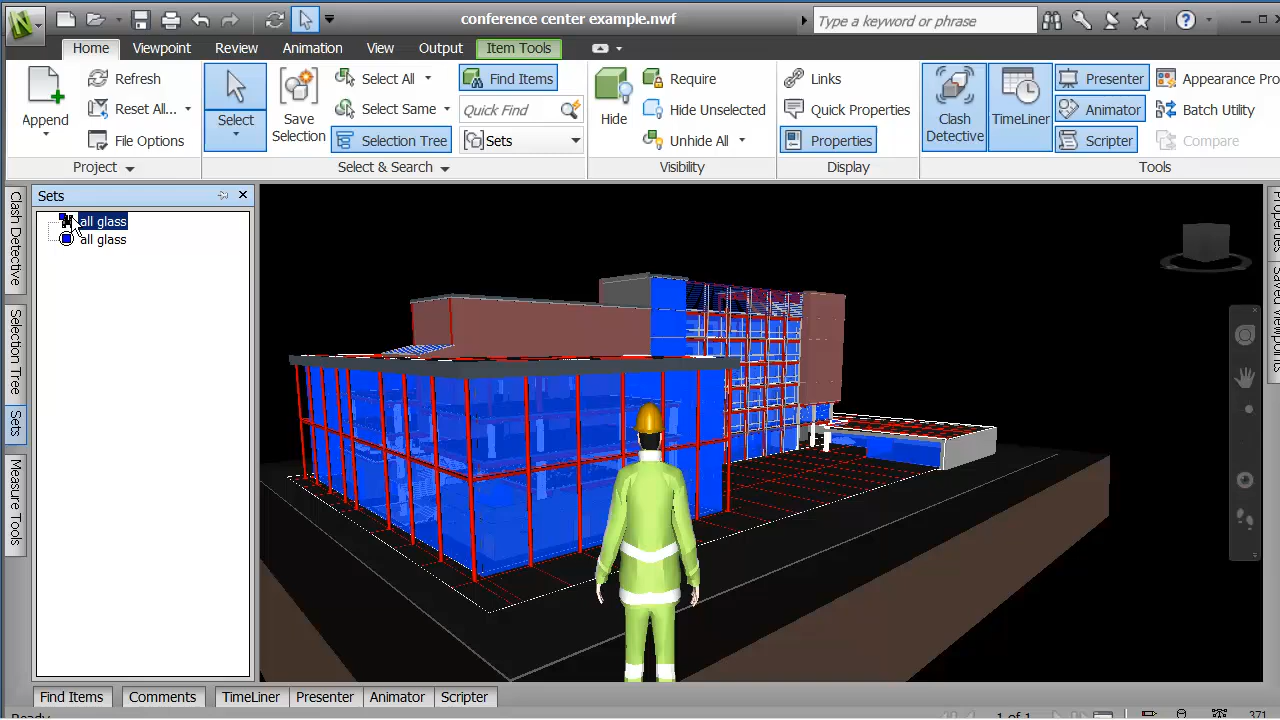 conference center example.nwf
Type a keyword or phrase
Home Viewpoint Review Animation View Output Item Tools
Append
Refresh
Reset All...
File Options
Project
Select
Save Selection
Select All
Select Same
Selection Tree
Find Items
Quick Find
Sets
Select & Search
Hide
Require
Hide Unselected
Unhide All
Visibility
Links
Quick Properties
Properties
Display
Clash Detective
TimeLiner
Presenter
Animator
Scripter
Appearance Pro
Batch Utility
Compare
Tools
Sets
all glass
all glass
Clash Detective
Selection Tree
Sets
Measure Tools
Find Items Comments TimeLiner Presenter Animator Scripter
Ready
1 of 1
371